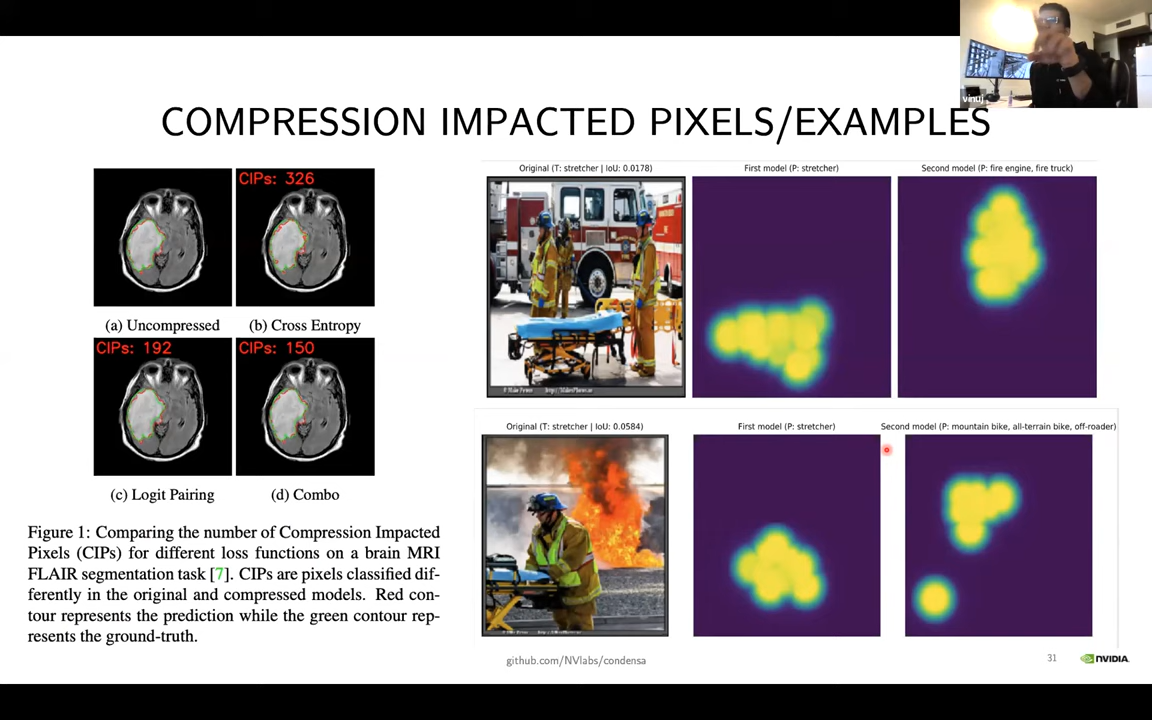 vinuj
COMPRESSION IMPACTED PIXELS/EXAMPLES
CIPs: 326
(a) Uncompressed
(b) Cross Entropy
CIPs: 192
CIPs: 150
(c) Logit Pairing
(d) Combo
Figure 1: Comparing the number of Compression Impacted
Pixels (CIPs) for different loss functions on a brain MRI
FLAIR segmentation task [7]. CIPs are pixels classified dif-
ferently in the original and compressed models. Red con-
tour represents the prediction while the green contour rep-
resents the ground-truth.
Original (T: stretcher | IoU: 0.0178)
First model (P: stretcher)
Second model (P: fire engine, fire truck)
Original (T: stretcher | IoU: 0.0584)
First model (P: stretcher)
Second model (P: mountain bike, all-terrain bike, off-roader)
github.com/NVlabs/condensa
31
NVIDIA.